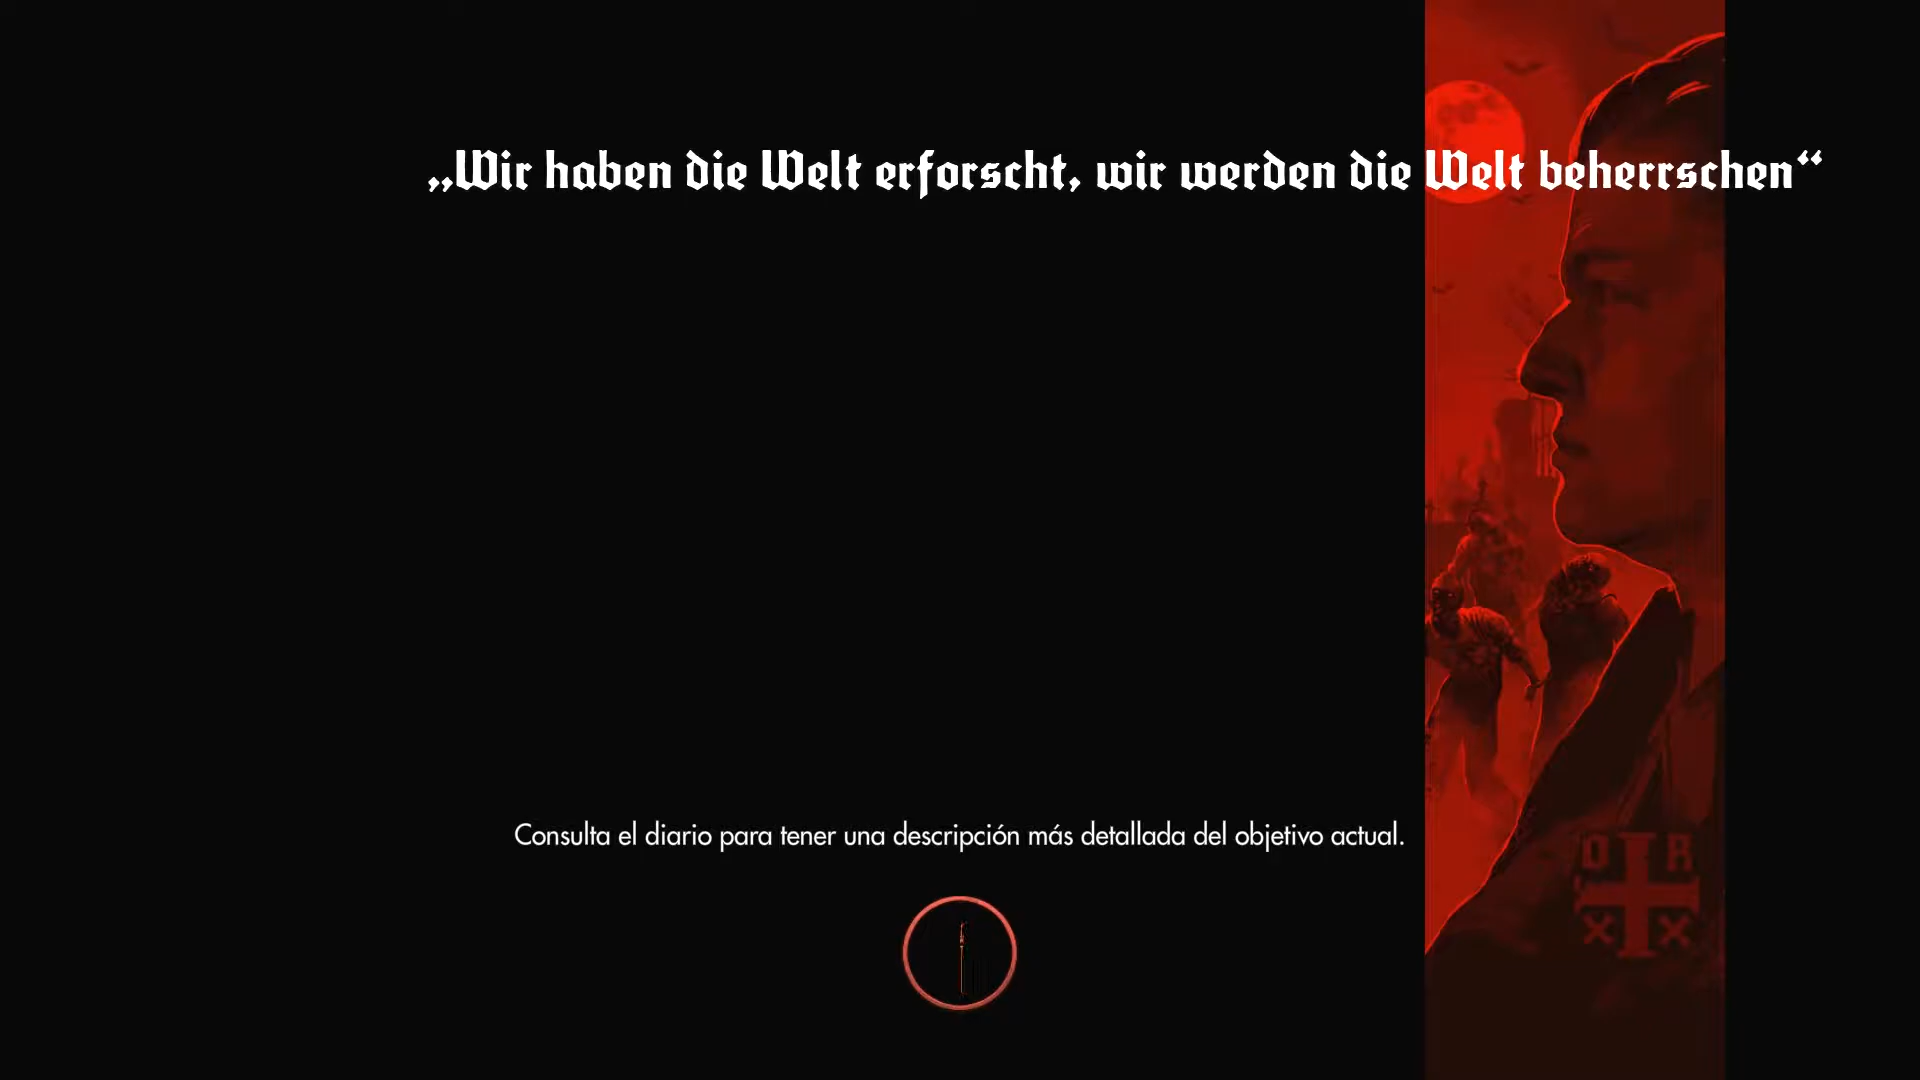 „Wir haben die Welt erforscht, wir werden die Welt beherrschen“
Consulta el diario para tener una descripción más detallada del objetivo actual.
D R
X X